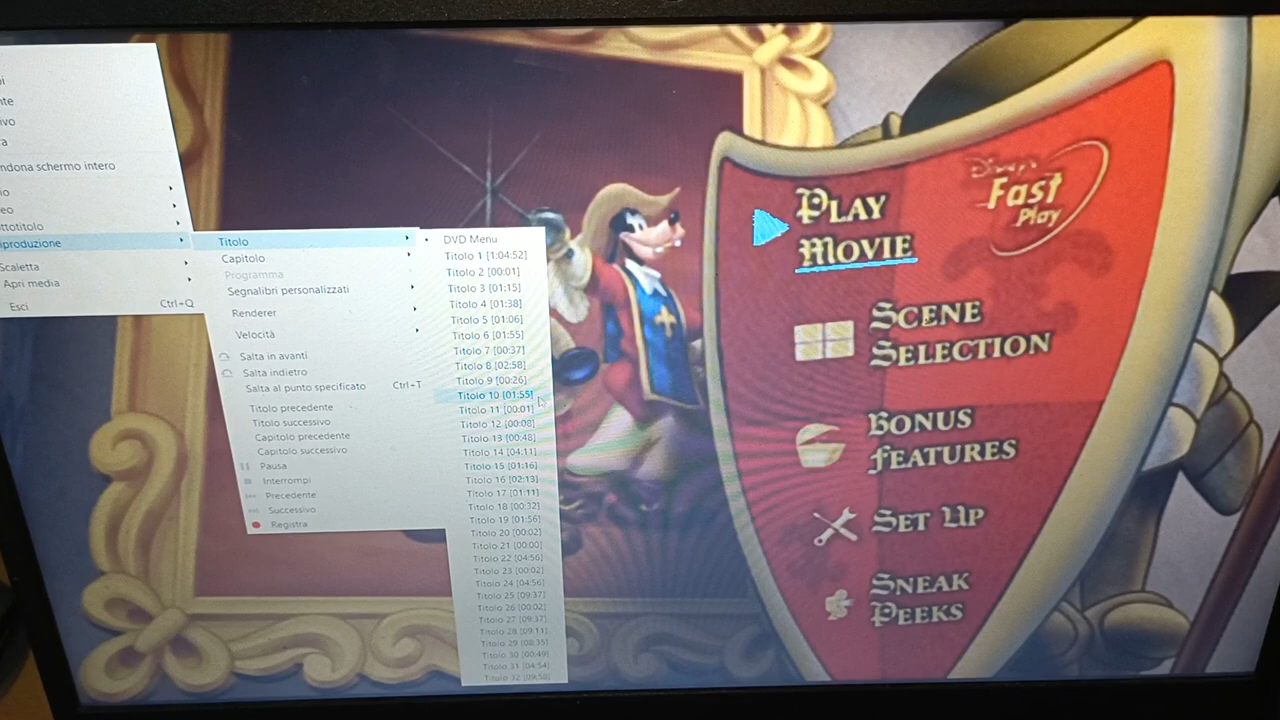 ndona schermo intero
ttotitolo
iproduzione
Scaletta
Apri media
Esci Ctrl+Q
Titolo
Capitolo
Programma
Segnalibri personalizzati
Renderer
Velocità
Salta in avanti
Salta indietro
Salta al punto specificato Ctrl+T
Titolo precedente
Titolo successivo
Capitolo precedente
Capitolo successivo
Pausa
Interrompi
Precedente
Successivo
Registra
DVD Menu
Titolo 1 [1:04:52]
Titolo 2 [00:01]
Titolo 3 [01:15]
Titolo 4 [01:38]
Titolo 5 [01:06]
Titolo 6 [01:55]
Titolo 7 [00:37]
Titolo 8 [02:58]
Titolo 9 [00:26]
Titolo 10 [01:55]
Titolo 11 [00:01]
Titolo 12 [00:08]
Titolo 13 [00:48]
Titolo 14 [04:11]
Titolo 15 [01:16]
Titolo 16 [02:13]
Titolo 17 [01:11]
Titolo 18 [00:32]
Titolo 19 [01:56]
Titolo 20 [00:02]
Titolo 21 [00:00]
Titolo 22 [04:56]
Titolo 23 [00:02]
Titolo 24 [04:56]
Titolo 25 [09:37]
Titolo 26 [00:02]
Titolo 27 [09:37]
Titolo 28 [09:11]
Titolo 29 [08:35]
Titolo 30 [00:49]
Titolo 31 [04:54]
Titolo 32 [09:58]
Disney's
Fast
Play
PLAY
MOVIE
SCENE
SELECTION
BONUS
FEATURES
SET UP
SNEAK
PEEKS